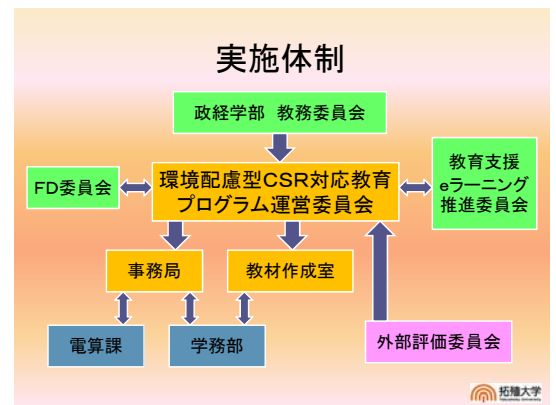 実施体制
政経学部 教務委員会
FD委員会
環境配慮型CSR対応教育
プログラム運営委員会
教育支援
eラーニング
推進委員会
事務局
教材作成室
電算課
学務部
外部評価委員会
拓殖大学